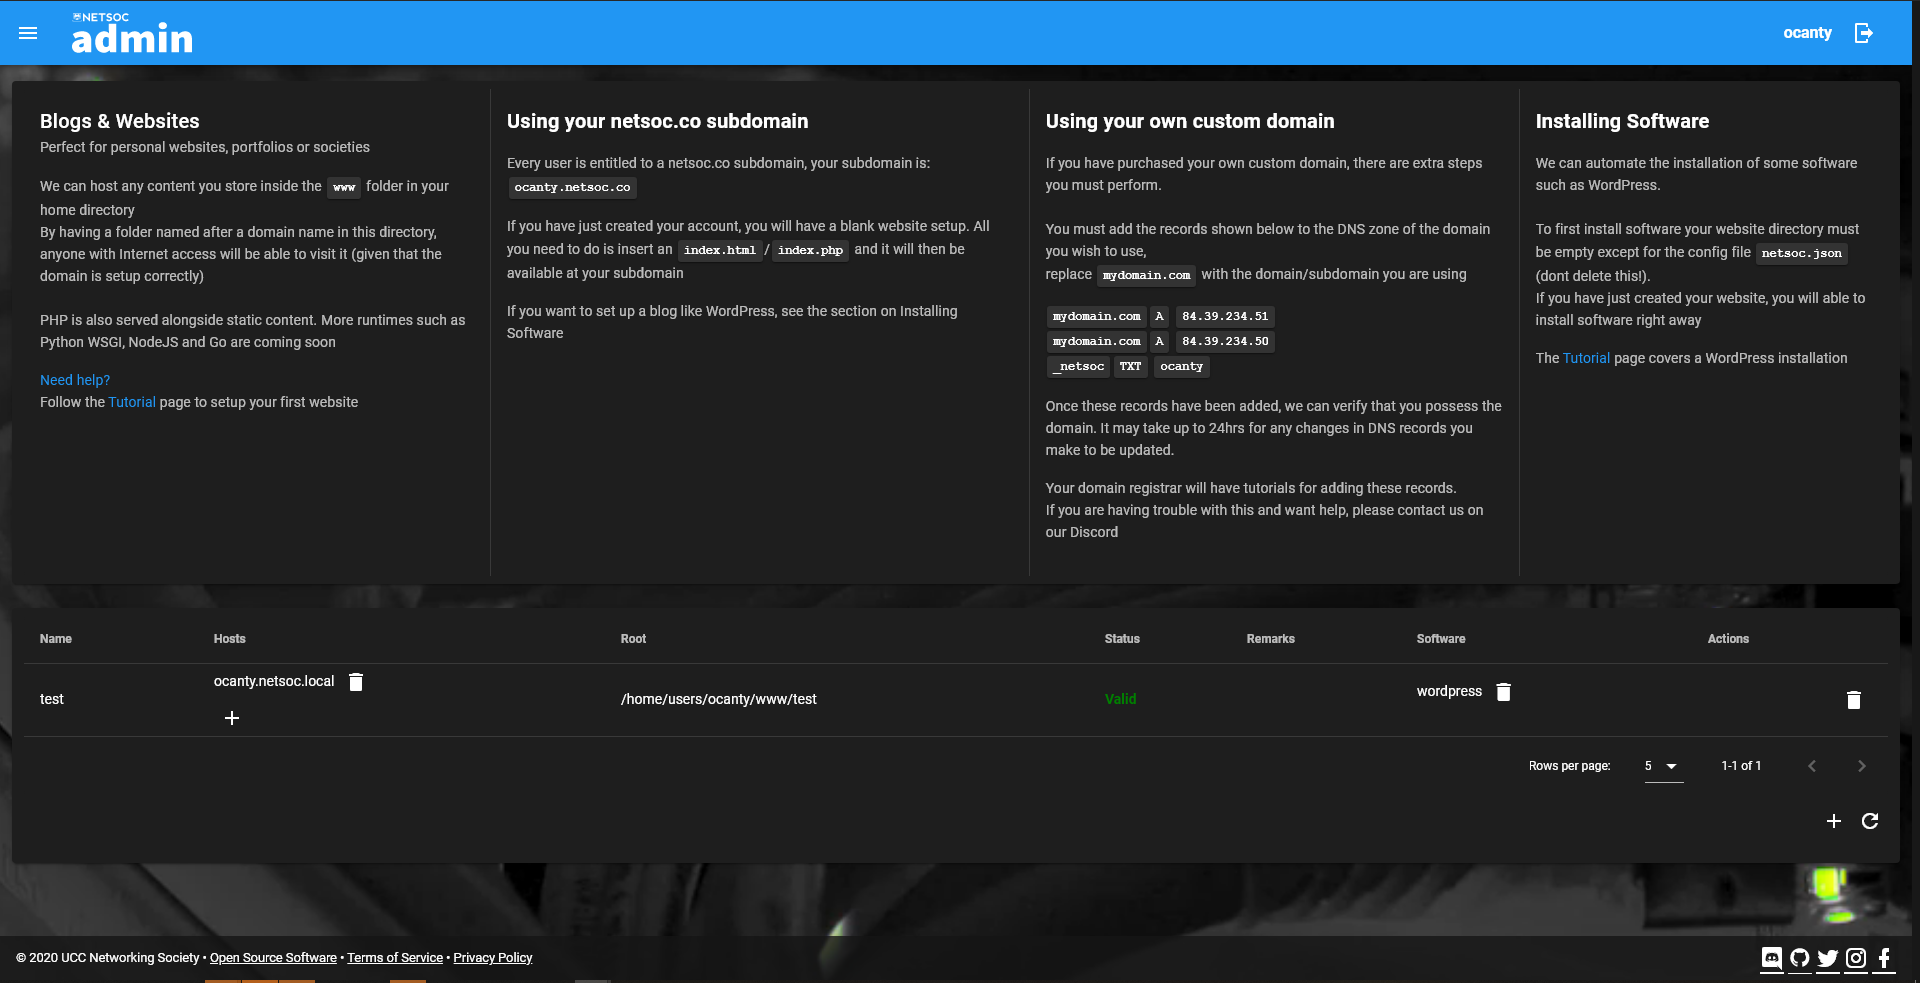 NETSOC
admin
ocanty
Blogs & Websites
Perfect for personal websites, portfolios or societies
We can host any content you store inside the www folder in your
home directory
By having a folder named after a domain name in this directory,
anyone with Internet access will be able to visit it (given that the
domain is setup correctly)
PHP is also served alongside static content. More runtimes such as
Python WSGI, NodeJS and Go are coming soon
Need help?
Follow the Tutorial page to setup your first website
Using your netsoc.co subdomain
Every user is entitled to a netsoc.co subdomain, your subdomain is:
ocanty.netsoc.co
If you have just created your account, you will have a blank website setup. All
you need to do is insert an index.html / index.php and it will then be
available at your subdomain
If you want to set up a blog like WordPress, see the section on Installing
Software
Using your own custom domain
If you have purchased your own custom domain, there are extra steps
you must perform.
You must add the records shown below to the DNS zone of the domain
you wish to use,
replace mydomain.com with the domain/subdomain you are using
mydomain.com A 84.39.234.51
mydomain.com A 84.39.234.50
_netsoc TXT ocanty
Once these records have been added, we can verify that you possess the
domain. It may take up to 24hrs for any changes in DNS records you
make to be updated.
Your domain registrar will have tutorials for adding these records.
If you are having trouble with this and want help, please contact us on
our Discord
Installing Software
We can automate the installation of some software
such as WordPress.
To first install software your website directory must
be empty except for the config file netsoc.json
(dont delete this!).
If you have just created your website, you will able to
install software right away
The Tutorial page covers a WordPress installation
Name Hosts Root Status Remarks Software Actions
test ocanty.netsoc.local /home/users/ocanty/www/test Valid wordpress
Rows per page: 5 1-1 of 1
© 2020 UCC Networking Society • Open Source Software • Terms of Service • Privacy Policy